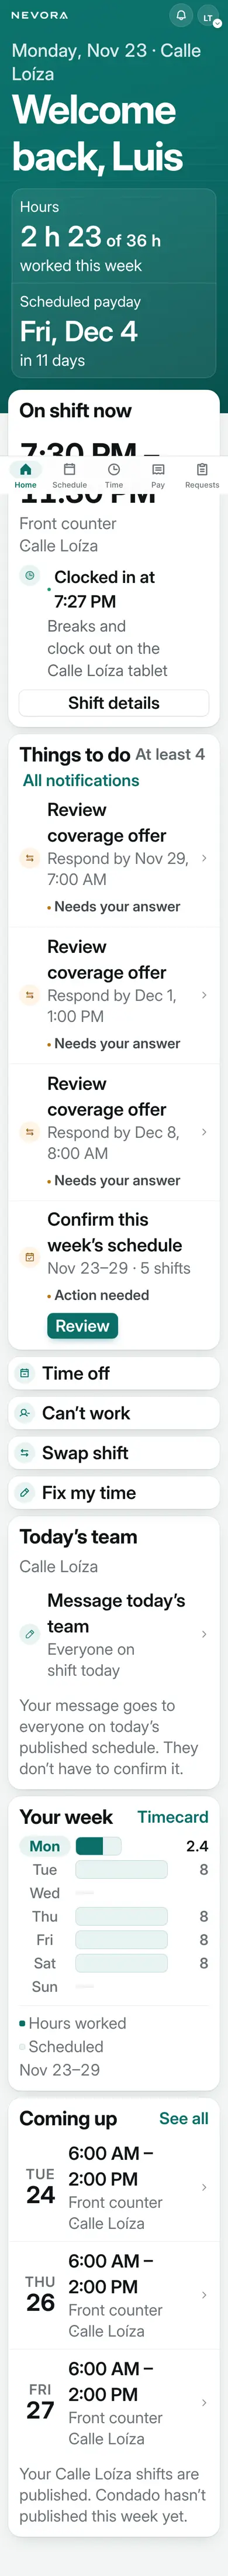 NEVORA
LT
Monday, Nov 23 · Calle
Loíza
Welcome
back, Luis
Hours
2 h 23 of 36 h
worked this week
Scheduled payday
Fri, Dec 4
in 11 days
On shift now
7:30 PM –
Home
Schedule
Time
Pay
Requests
11:30 PM
Front counter
Calle Loíza
Clocked in at
7:27 PM
Breaks and
clock out on the
Calle Loíza tablet
Shift details
Things to do At least 4
All notifications
Review
coverage offer
Respond by Nov 29,
7:00 AM
Needs your answer
Review
coverage offer
Respond by Dec 1,
1:00 PM
Needs your answer
Review
coverage offer
Respond by Dec 8,
8:00 AM
Needs your answer
Confirm this
week’s schedule
Nov 23–29 · 5 shifts
Action needed
Review
Time off
Can’t work
Swap shift
Fix my time
Today’s team
Calle Loíza
Message today’s
team
Everyone on
shift today
Your message goes to
everyone on today’s
published schedule. They
don’t have to confirm it.
Your week Timecard
Mon 2.4
Tue 8
Wed
Thu 8
Fri 8
Sat 8
Sun
Hours worked
Scheduled
Nov 23–29
Coming up See all
TUE
24
6:00 AM –
2:00 PM
Front counter
Calle Loíza
THU
26
6:00 AM –
2:00 PM
Front counter
Calle Loíza
FRI
27
6:00 AM –
2:00 PM
Front counter
Calle Loíza
Your Calle Loíza shifts are
published. Condado hasn’t
published this week yet.